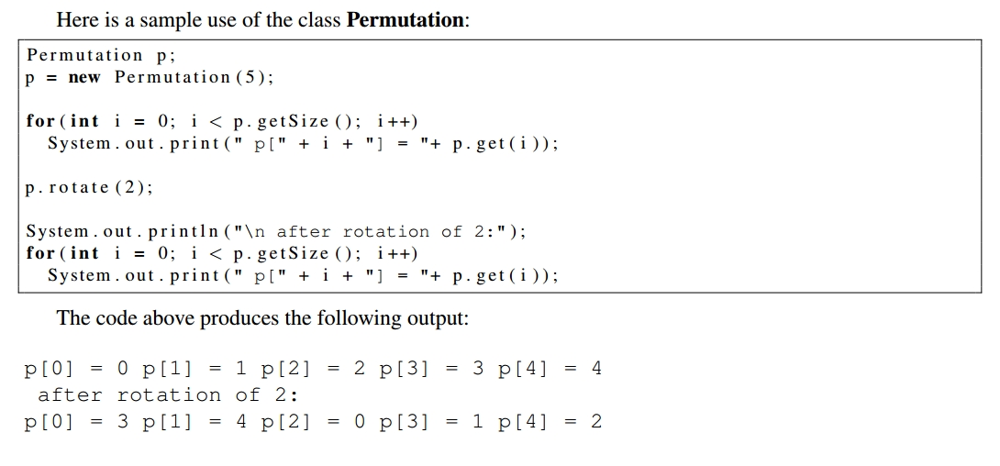 Here is a sample use of the class Permutation:
Permutation p;
p = new Permutation(5);
for(int i = 0; i < p.getSize(); i++)
System.out.print(" p[" + i + "] = "+ p.get(i));
p.rotate(2);
System.out.println("\n after rotation of 2:");
for(int i = 0; i < p.getSize(); i++)
System.out.print(" p[" + i + "] = "+ p.get(i));
The code above produces the following output:
p[0] = 0 p[1] = 1 p[2] = 2 p[3] = 3 p[4] = 4
after rotation of 2:
p[0] = 3 p[1] = 4 p[2] = 0 p[3] = 1 p[4] = 2